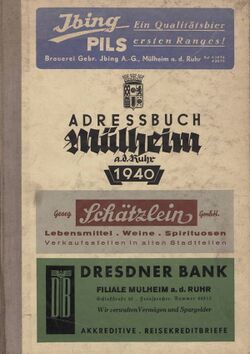 Ibing
PILS
Ein Qualitätsbier
ersten Ranges!
Brauerei Gebr. Ibing A.-G., Mülheim a. d. Ruhr
ADRESSBUCH
Mülheim
a.d. Ruhr
1940
Georg Schätzlein GmbH.
Lebensmittel . Weine . Spirituosen
Verkaufsstellen in allen Stadtteilen
DB
DRESDNER BANK
FILIALE MÜLHEIM a. d. RUHR
Wir verwalten Vermögen und Spargelder
AKKREDITIVE . REISEKREDITBRIEFE